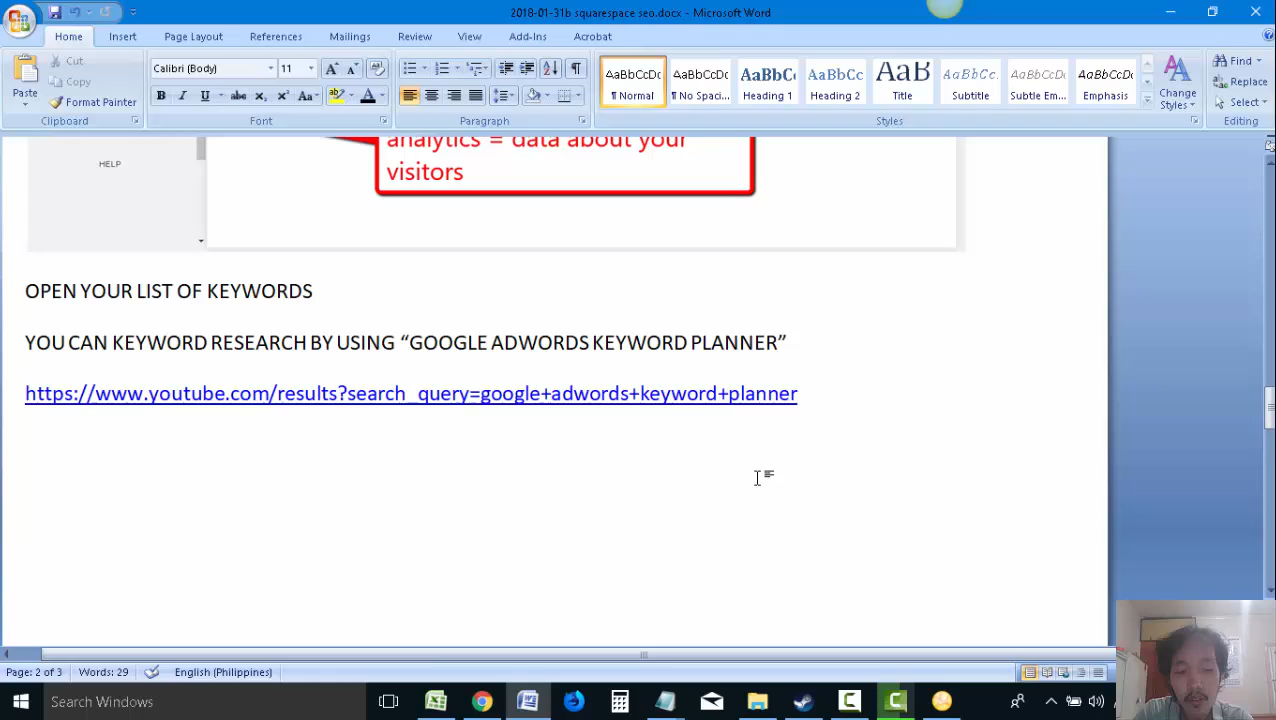 2018-01-31b squarespace seo.docx - Microsoft Word
Home
Insert
Page Layout
References
Mailings
Review
View
Add-Ins
Acrobat
Paste
Cut
Copy
Format Painter
Clipboard
Calibri (Body)
11
Font
Paragraph
AaBbCcDc
¶ Normal
AaBbCcDc
¶ No Spaci...
AaBbC
Heading 1
AaBbCc
Heading 2
AaB
Title
AaBbCc
Subtitle
AaBbCcDc
Subtle Em...
AaBbCcDc
Emphasis
Change
Styles
Styles
Find
Replace
Select
Editing
HELP
analytics = data about your
visitors
OPEN YOUR LIST OF KEYWORDS
YOU CAN KEYWORD RESEARCH BY USING “GOOGLE ADWORDS KEYWORD PLANNER”
https://www.youtube.com/results?search_query=google+adwords+keyword+planner
Page: 2 of 3
Words: 29
English (Philippines)
Search Windows